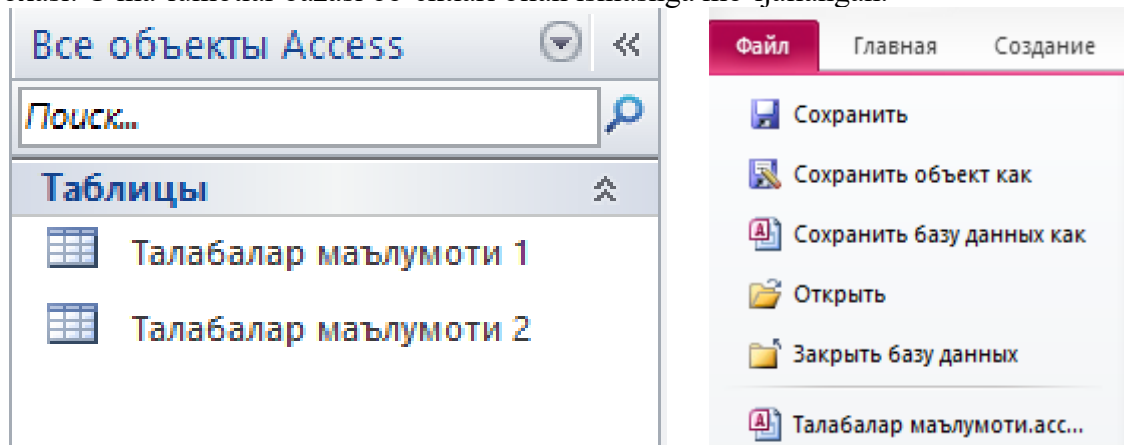 Все объекты Access
Поиск...
Таблицы
Талабалар маълумоти 1
Талабалар маълумоти 2
Файл Главная Создание
Сохранить
Сохранить объект как
Сохранить базу данных как
Открыть
Закрыть базу данных
Талабалар маълумоти.acc...